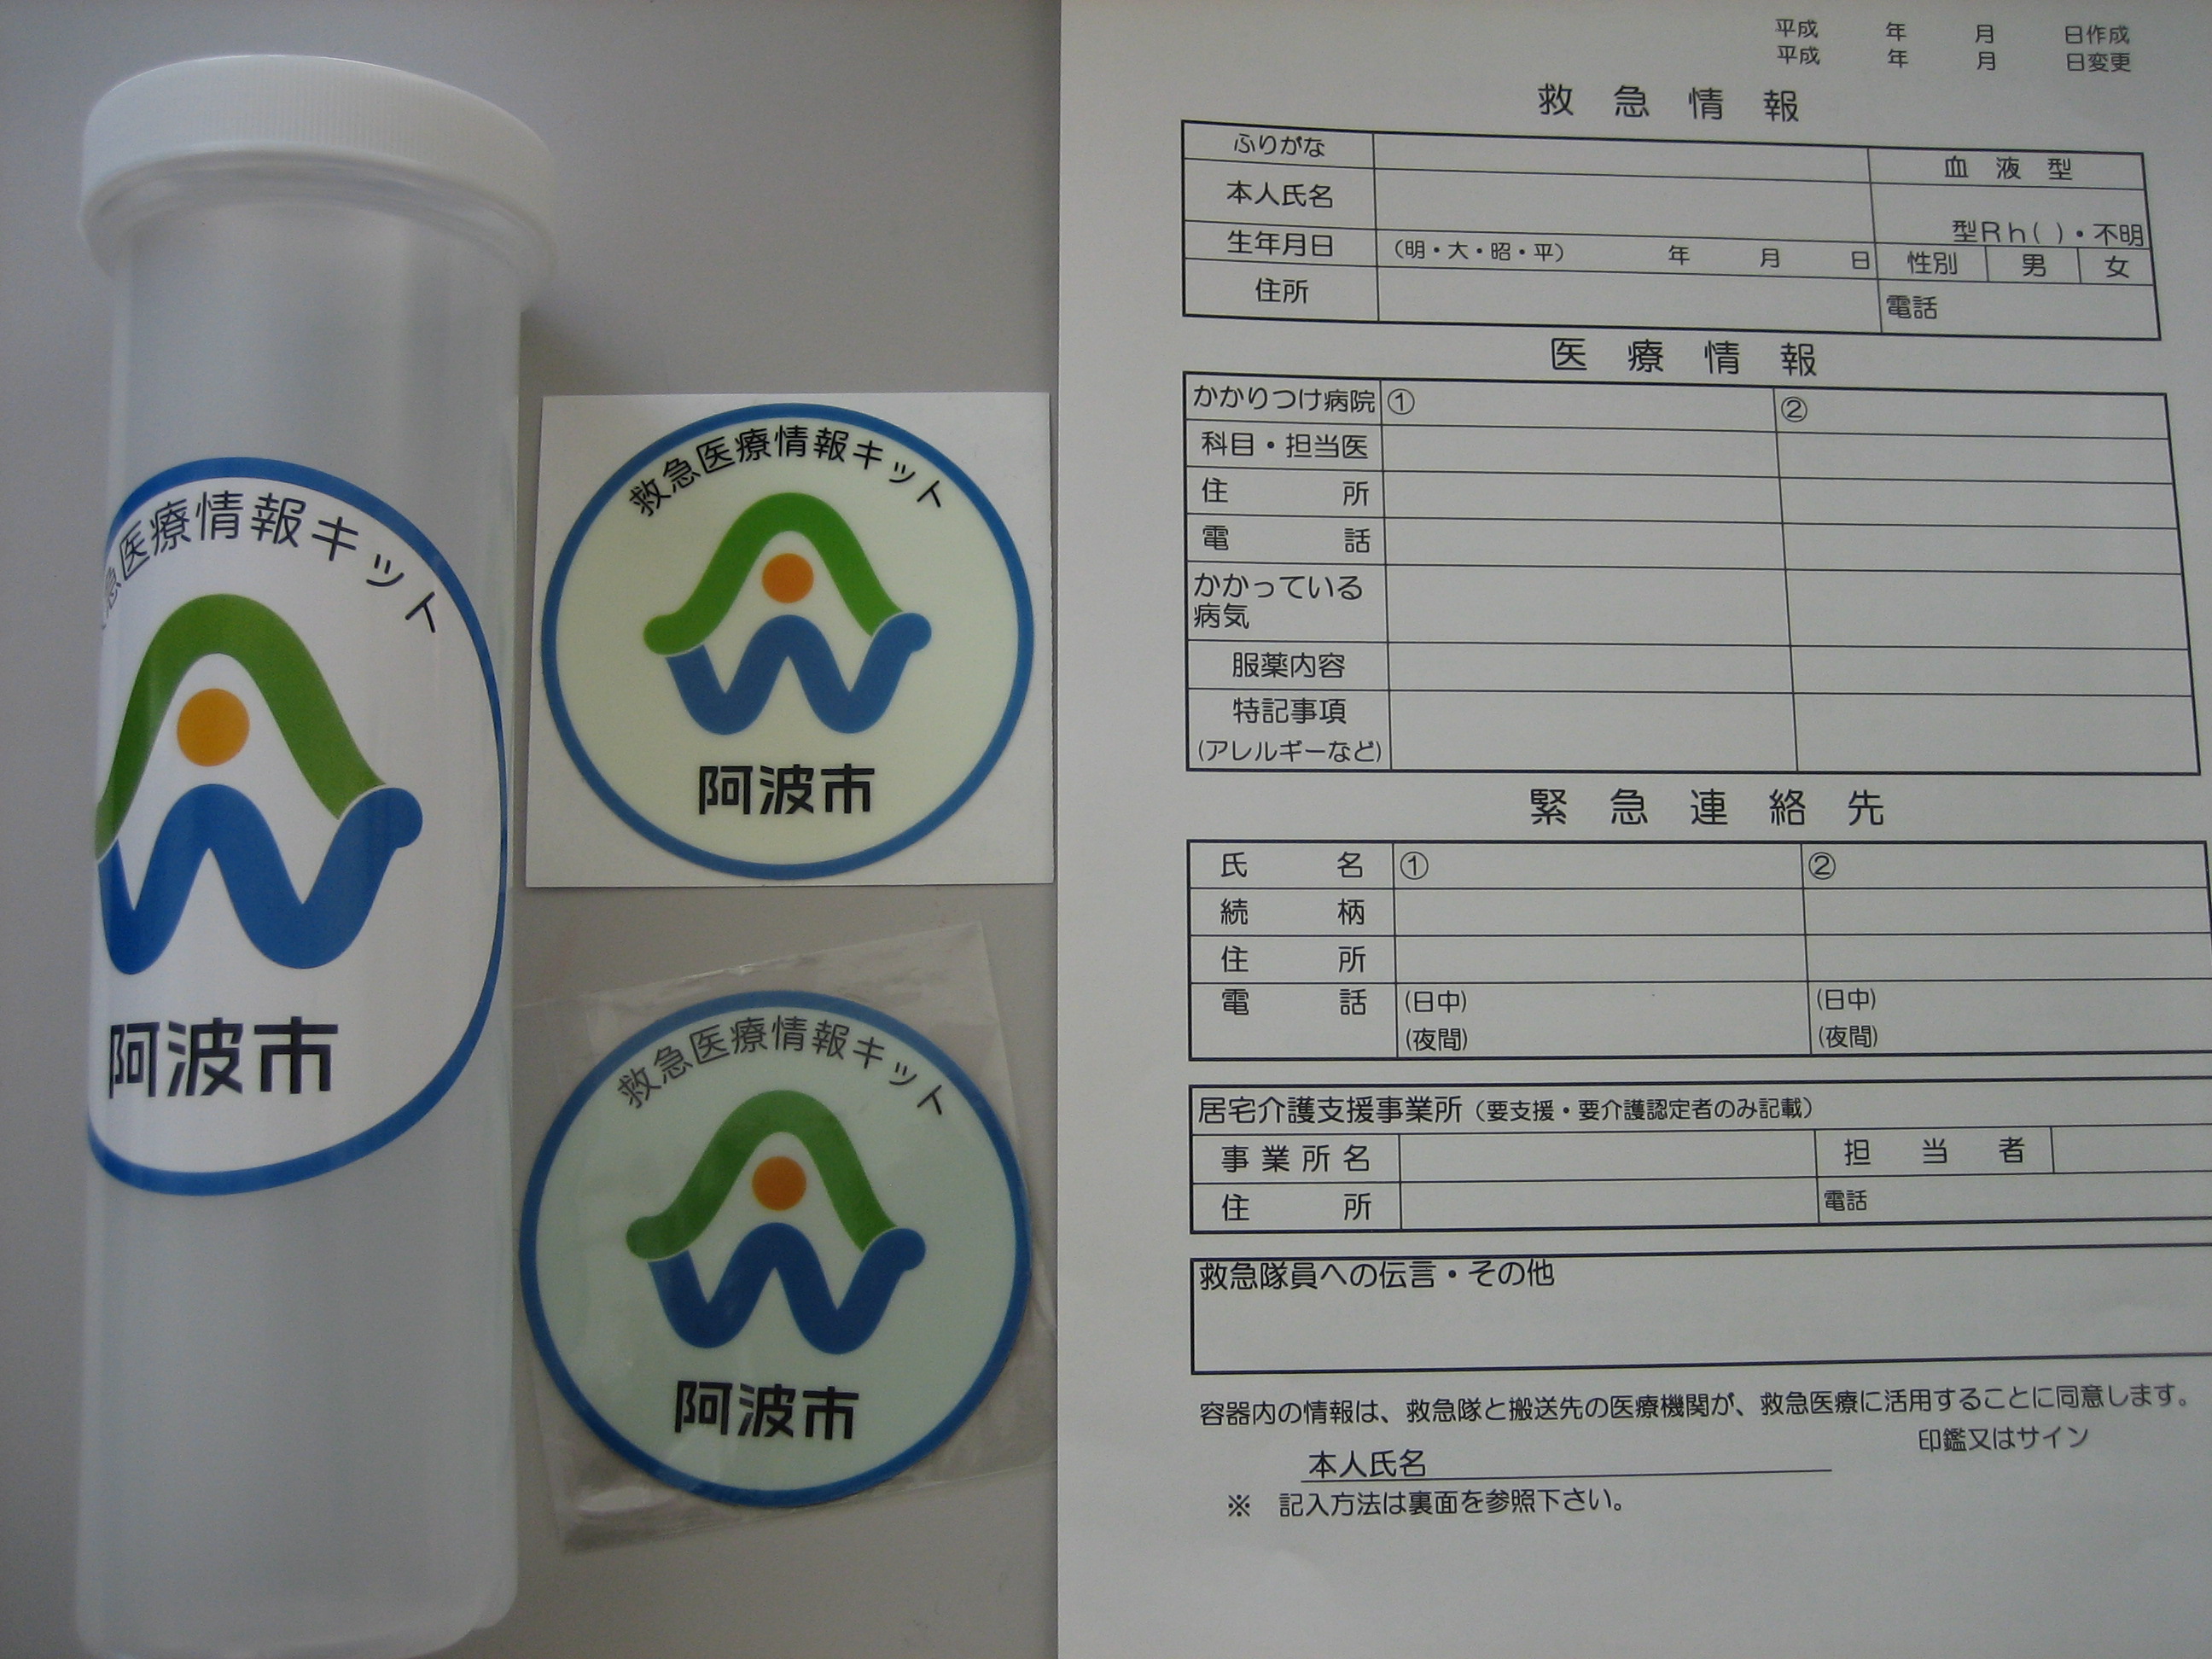 急医療情報キット
阿波市
救急医療情報キット
阿波市
救急医療情報キット
阿波市
平成 年 月 日作成
平成 年 月 日変更
救急情報
ふりがな 血液型
本人氏名 型Rh( )・不明
生年月日 (明・大・昭・平) 年 月 日 性別 男 女
住所 電話
医療情報
かかりつけ病院 ① ②
科目・担当医
住所
電話
かかっている
病気
服薬内容
特記事項
(アレルギーなど)
緊急連絡先
氏名 ① ②
続柄
住所
電話 (日中) (日中)
(夜間) (夜間)
居宅介護支援事業所(要支援・要介護認定者のみ記載)
事業所名 担当者
住所 電話
救急隊員への伝言・その他
容器内の情報は、救急隊と搬送先の医療機関が、救急医療に活用することに同意します。
印鑑又はサイン
本人氏名
※ 記入方法は裏面を参照下さい。